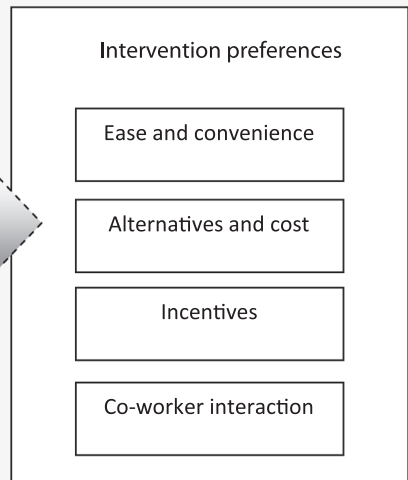 Intervention preferences
Ease and convenience
Alternatives and cost
Incentives
Co-worker interaction